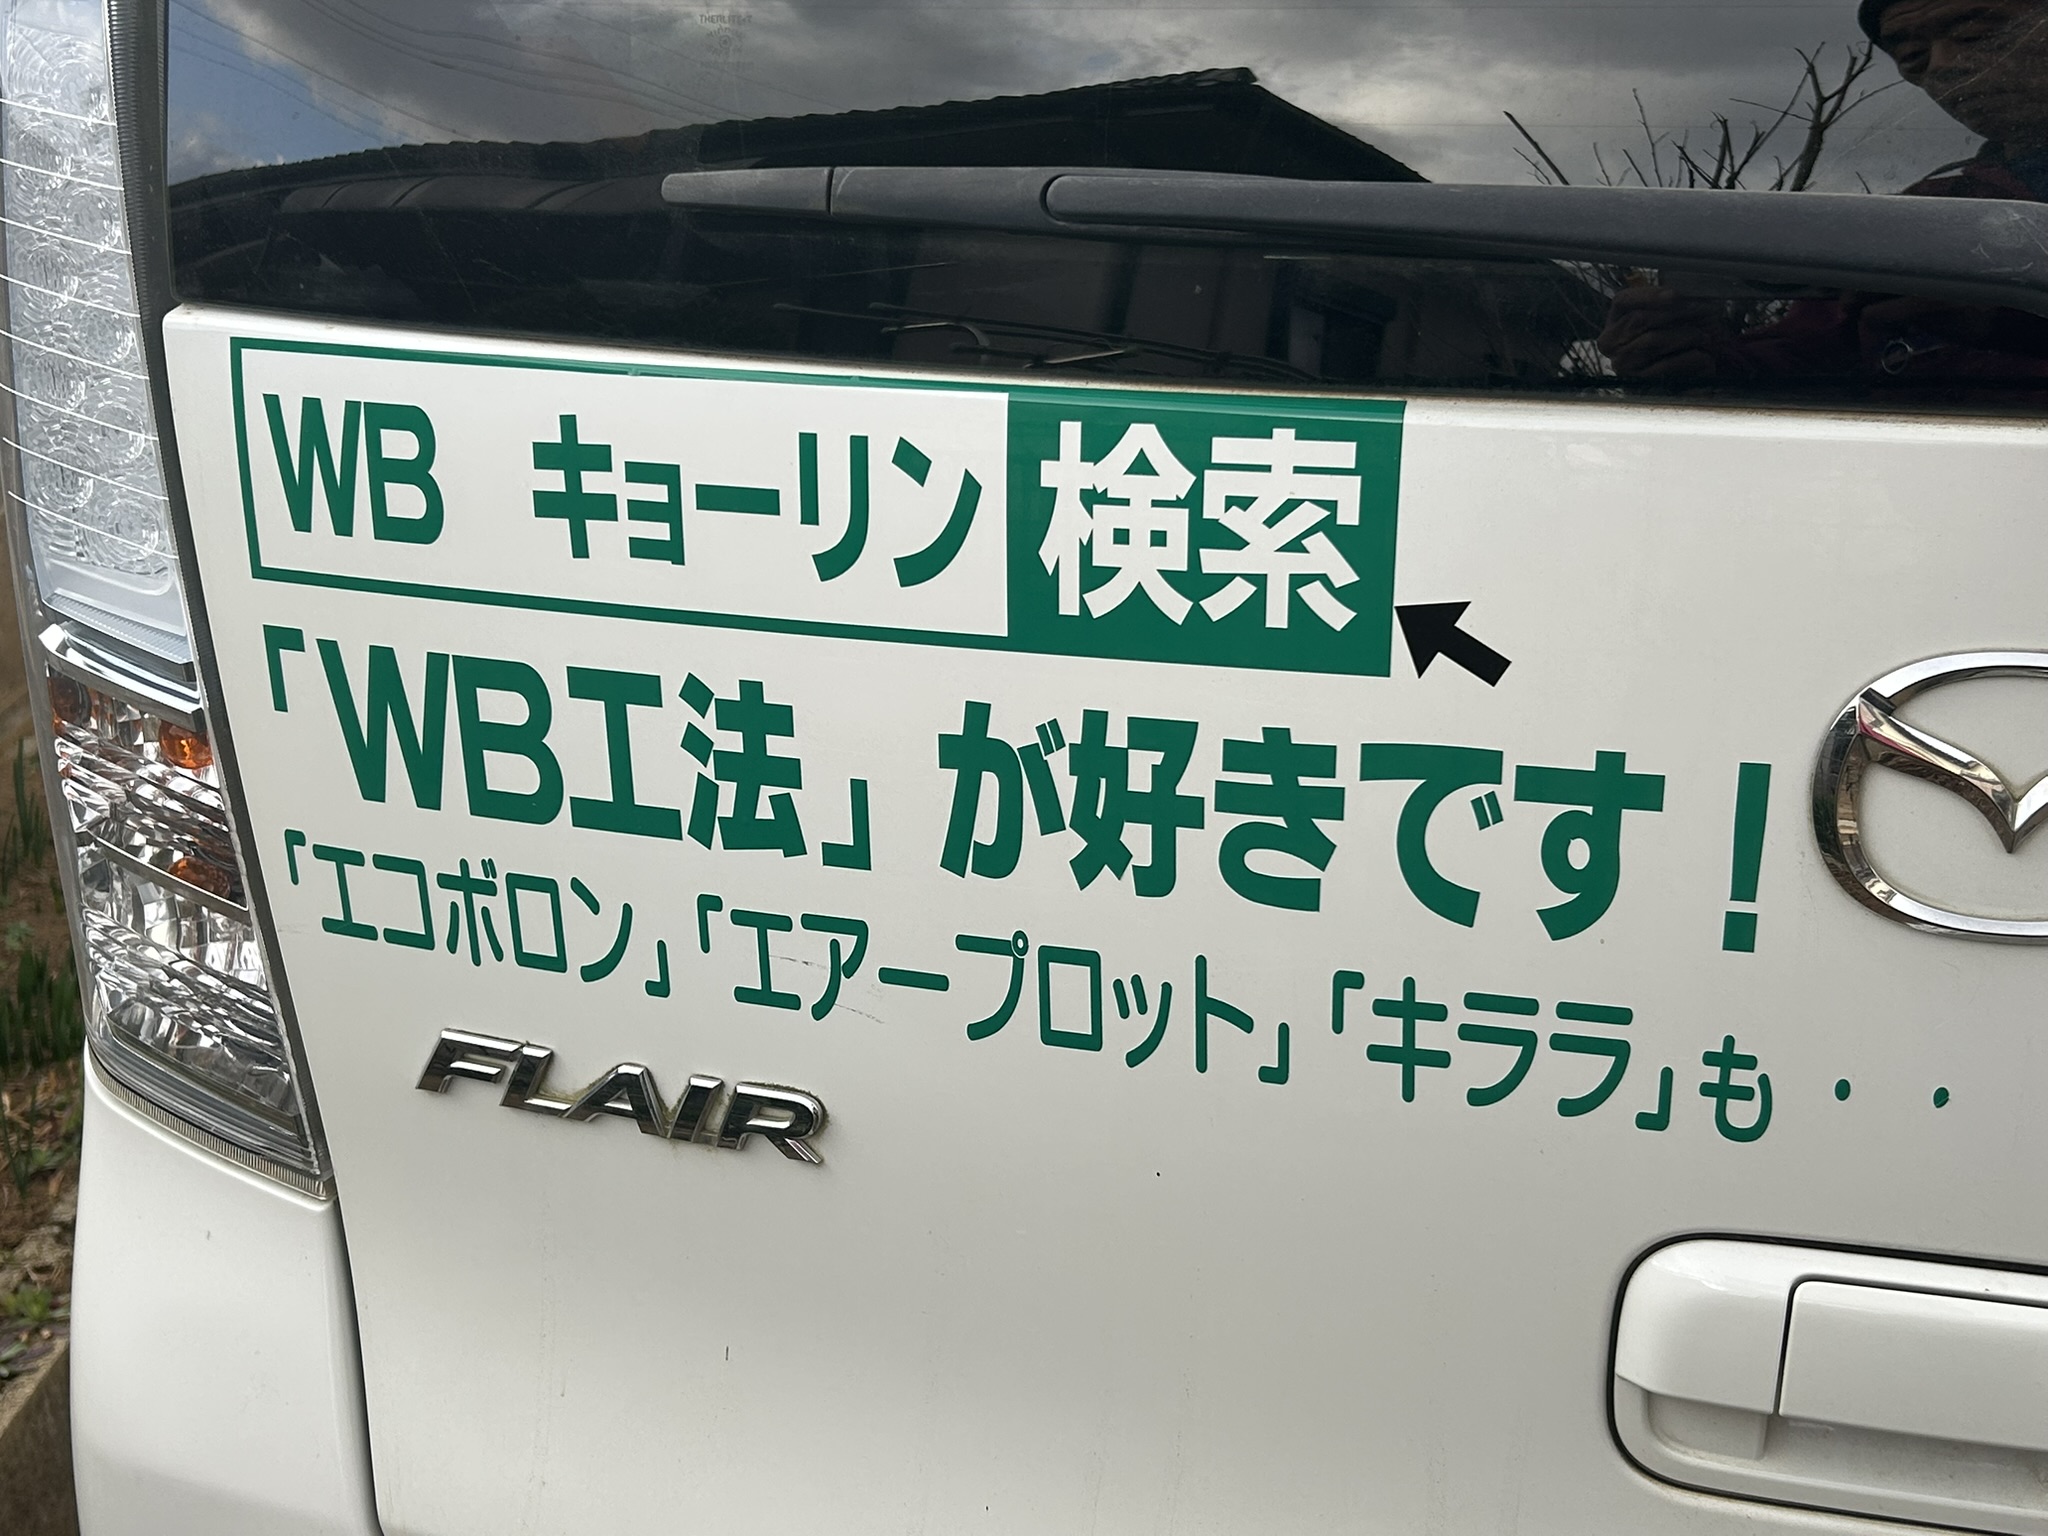 WB　キョーリン 検索
「WB工法」が好きです！
「エコボロン」「エアープロット」「キララ」も・・
FLAIR